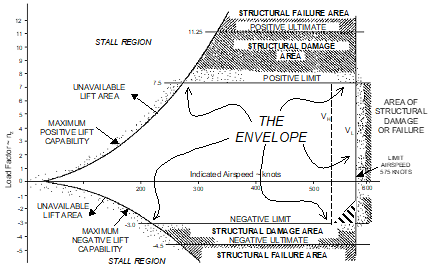 STRUCTURAL FAILURE AREA
POSITIVE ULTIMATE
11.25
STALL REGION
STRUCTURAL DAMAGE
AREA
POSITIVE LIMIT
7.5
UNAVAILABLE
LIFT AREA
MAXIMUM
POSITIVE LIFT
CAPABILITY
THE
ENVELOPE
AREA OF
STRUCTURAL
DAMAGE
OR FAILURE
VH
VL
LIMIT
AIRSPEED
575 KNOTS
Load Factor ~ nz
12
11
10
9
8
7
6
5
4
3
2
1
0
-1
-2
-3
-4
-5
Indicated Airspeed ~ knots
200
300
400
500
600
UNAVAILABLE
LIFT AREA
MAXIMUM
NEGATIVE LIFT
CAPABILITY
-3.0
NEGATIVE LIMIT
STRUCTURAL DAMAGE AREA
NEGATIVE ULTIMATE
-4.5
STRUCTURAL FAILURE AREA
STALL REGION